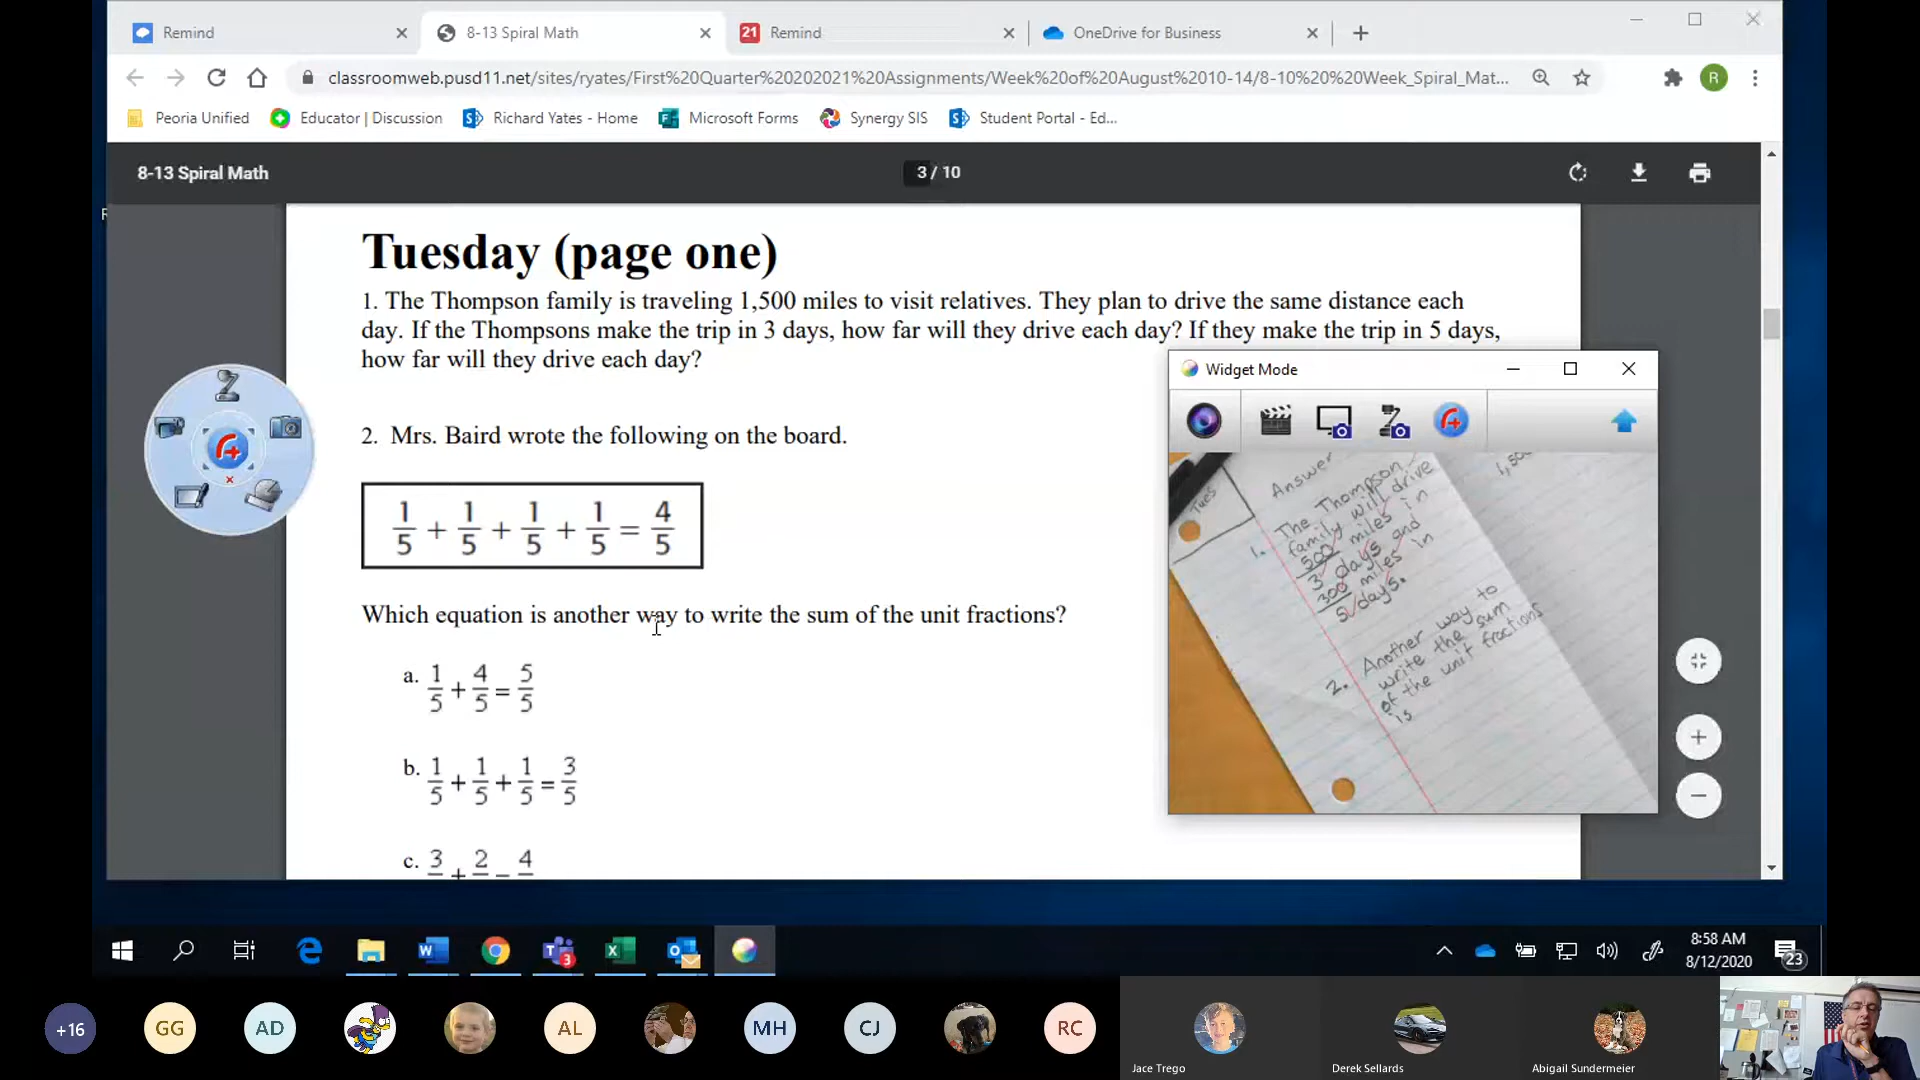 Remind
8-13 Spiral Math
21 Remind
OneDrive for Business
classroomweb.pusd11.net/sites/ryates/First%20Quarter%20202021%20Assignments/Week%20of%20August%2010-14/8-10%20%20Week_Spiral_Mat...
R
Peoria Unified
Educator | Discussion
Richard Yates - Home
Microsoft Forms
Synergy SIS
Student Portal - Ed...
8-13 Spiral Math
3 / 10
Tuesday (page one)
1. The Thompson family is traveling 1,500 miles to visit relatives. They plan to drive the same distance each
day. If the Thompsons make the trip in 3 days, how far will they drive each day? If they make the trip in 5 days,
how far will they drive each day?
2. Mrs. Baird wrote the following on the board.
1/5 + 1/5 + 1/5 + 1/5 = 4/5
Which equation is another way to write the sum of the unit fractions?
a. 1/5 + 4/5 = 5/5
b. 1/5 + 1/5 + 1/5 = 3/5
c. 3 + 2 = 4
Widget Mode
Tues
Answer
1. The Thompson
family will drive
500 miles in
3 days and
300 miles in
5 days.
2. Another way to
write the sum
of the unit fractions
is
8:58 AM
8/12/2020
23
3
+16
GG
AD
AL
MH
CJ
RC
Jace Trego
Derek Sellards
Abigail Sundermeier